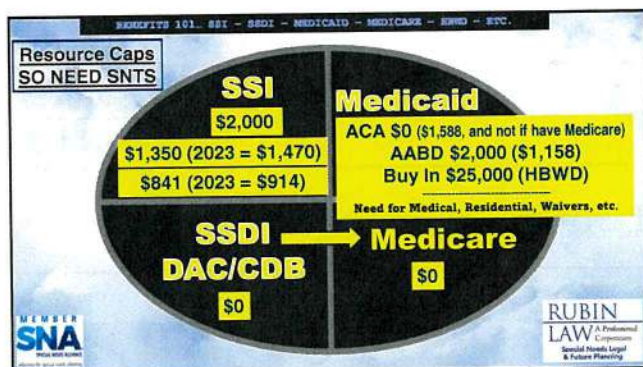 BENEFITS 101… SSI - SSDI - MEDICAID - MEDICARE - HBWD - ETC.
Resource Caps
SO NEED SNTS
SSI
$2,000
$1,350 (2023 = $1,470)
$841 (2023 = $914)
Medicaid
ACA $0 ($1,588, and not if have Medicare)
AABD $2,000 ($1,158)
Buy In $25,000 (HBWD)
Need for Medical, Residential, Waivers, etc.
SSDI
DAC/CDB
$0
Medicare
$0
MEMBER
SNA
SPECIAL NEEDS ALLIANCE
RUBIN
LAW A Professional
Corporation
Special Needs Legal
& Future Planning